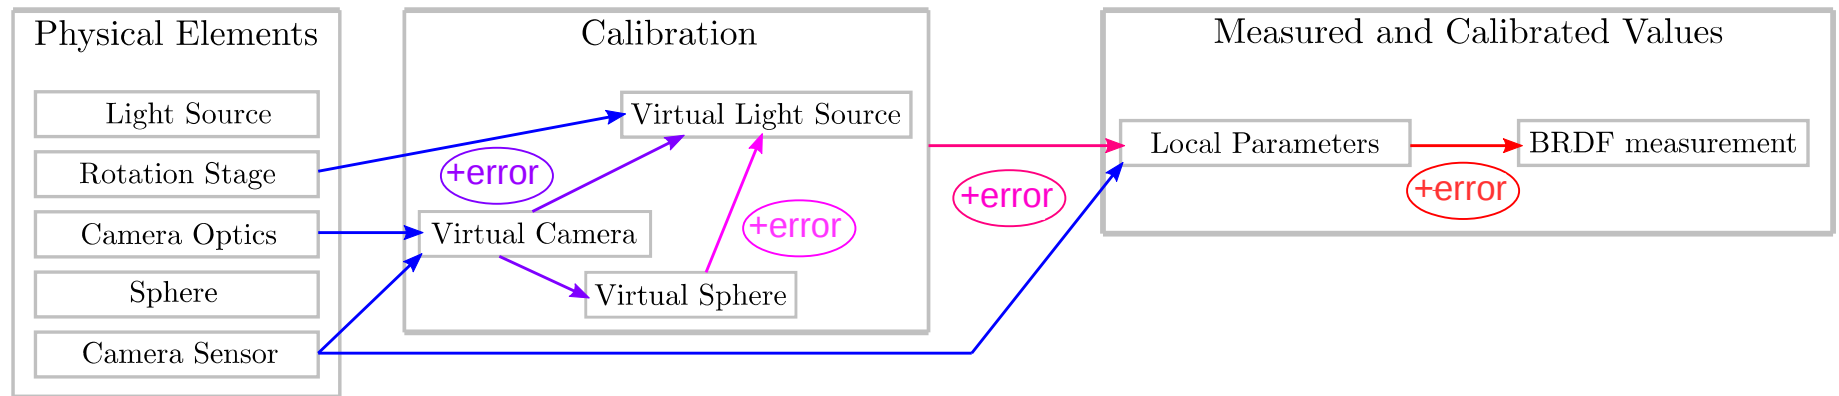 Physical Elements
Light Source
Rotation Stage
Camera Optics
Sphere
Camera Sensor
Calibration
Virtual Light Source
+error
Virtual Camera
+error
Virtual Sphere
+error
Measured and Calibrated Values
Local Parameters
BRDF measurement
+error